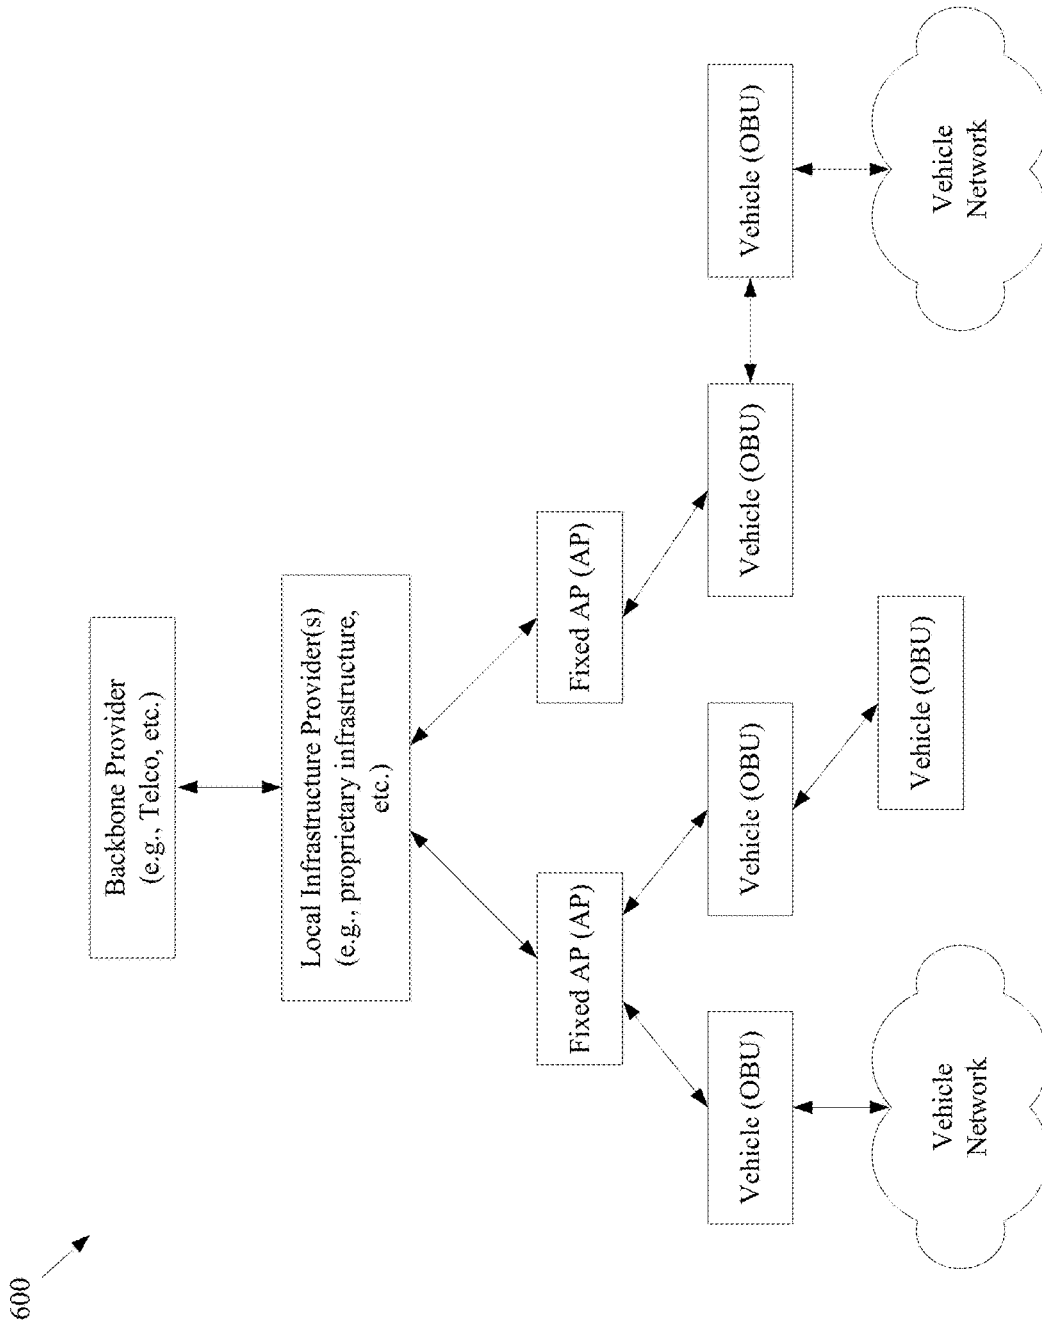 600
Backbone Provider
(e.g., Telco, etc.)
Local Infrastructure Provider(s)
(e.g., proprietary infrastructure,
etc.)
Fixed AP (AP)
Fixed AP (AP)
Vehicle (OBU)
Vehicle (OBU)
Vehicle (OBU)
Vehicle (OBU)
Vehicle (OBU)
Vehicle
Network
Vehicle
Network